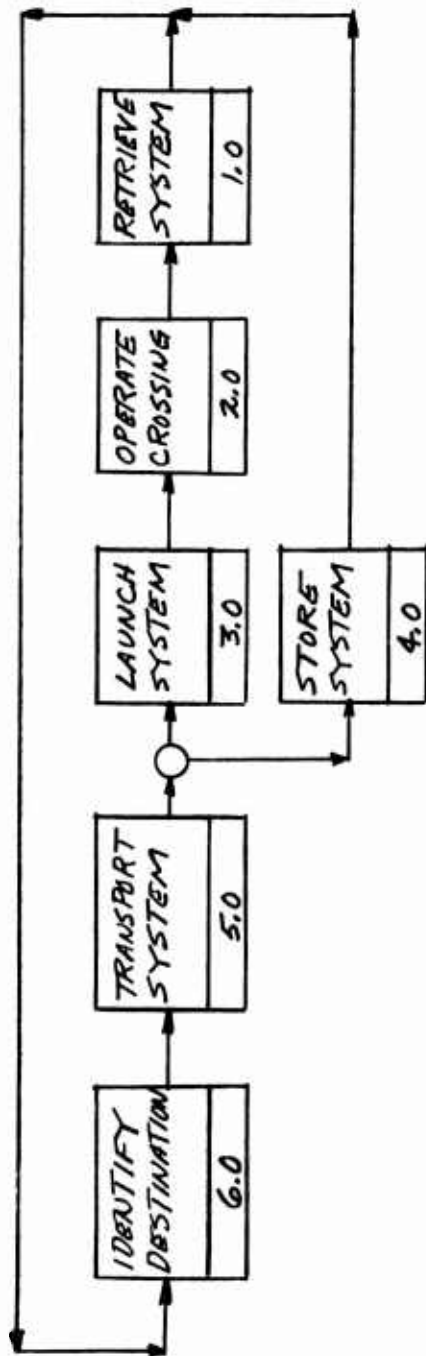 IDENTIFY
DESTINATION
6.0
TRANSPORT
SYSTEM
5.0
LAUNCH
SYSTEM
3.0
OPERATE
CROSSING
2.0
RETRIEVE
SYSTEM
1.0
STORE
SYSTEM
4.0